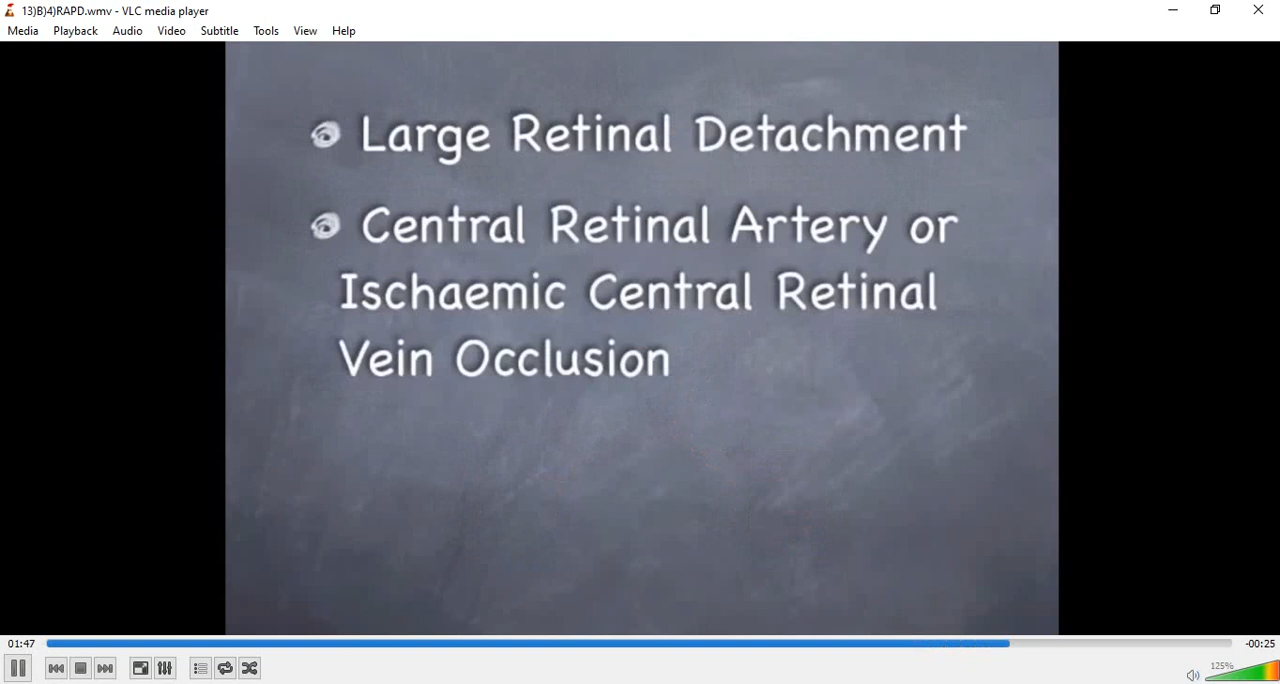 13)B)4)RAPD.wmv - VLC media player
Media Playback Audio Video Subtitle Tools View Help
Large Retinal Detachment
Central Retinal Artery or
Ischaemic Central Retinal
Vein Occlusion
01:47
-00:25
125%